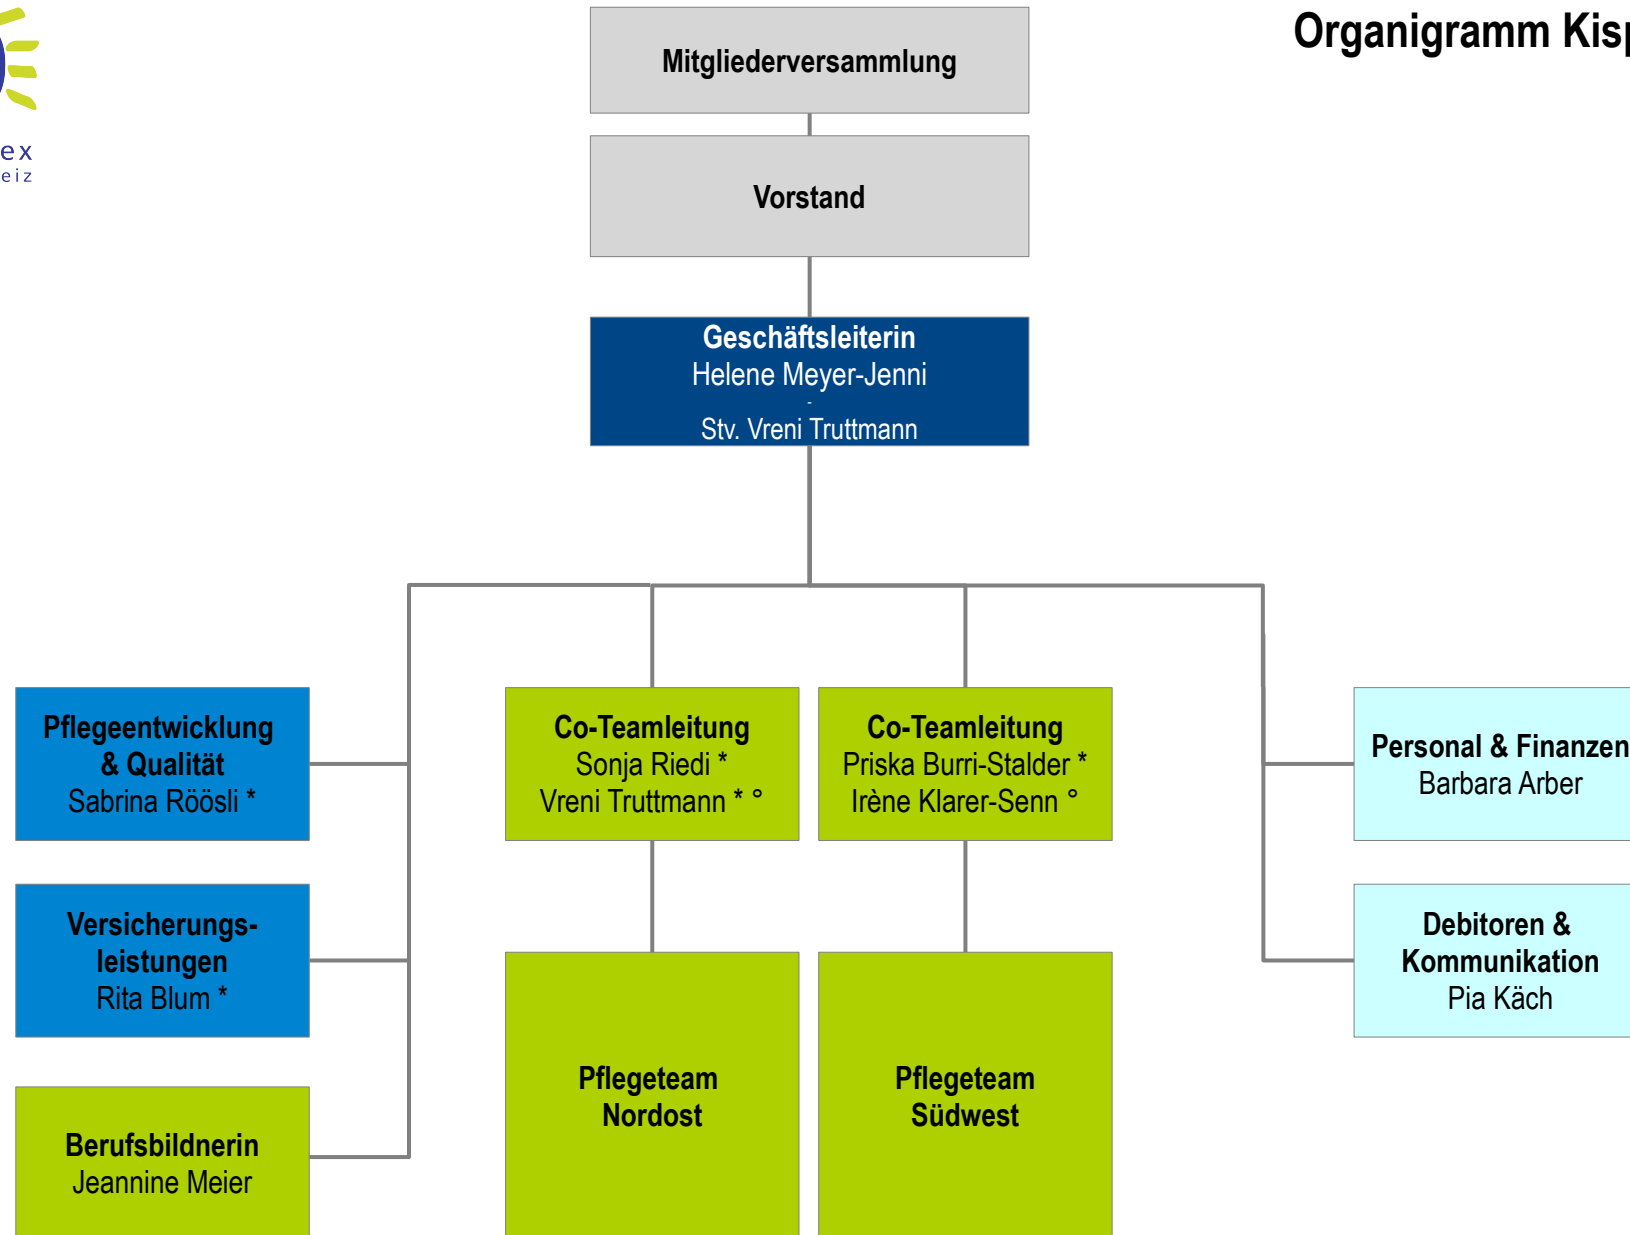 Organigramm Kisp
ex
eiz
Mitgliederversammlung
Vorstand
Geschäftsleiterin
Helene Meyer-Jenni
-
Stv. Vreni Truttmann
Pflegeentwicklung
& Qualität
Sabrina Röösli *
Co-Teamleitung
Sonja Riedi *
Vreni Truttmann * °
Co-Teamleitung
Priska Burri-Stalder *
Irène Klarer-Senn °
Personal & Finanzen
Barbara Arber
Versicherungs-
leistungen
Rita Blum *
Debitoren &
Kommunikation
Pia Käch
Pflegeteam
Nordost
Pflegeteam
Südwest
Berufsbildnerin
Jeannine Meier